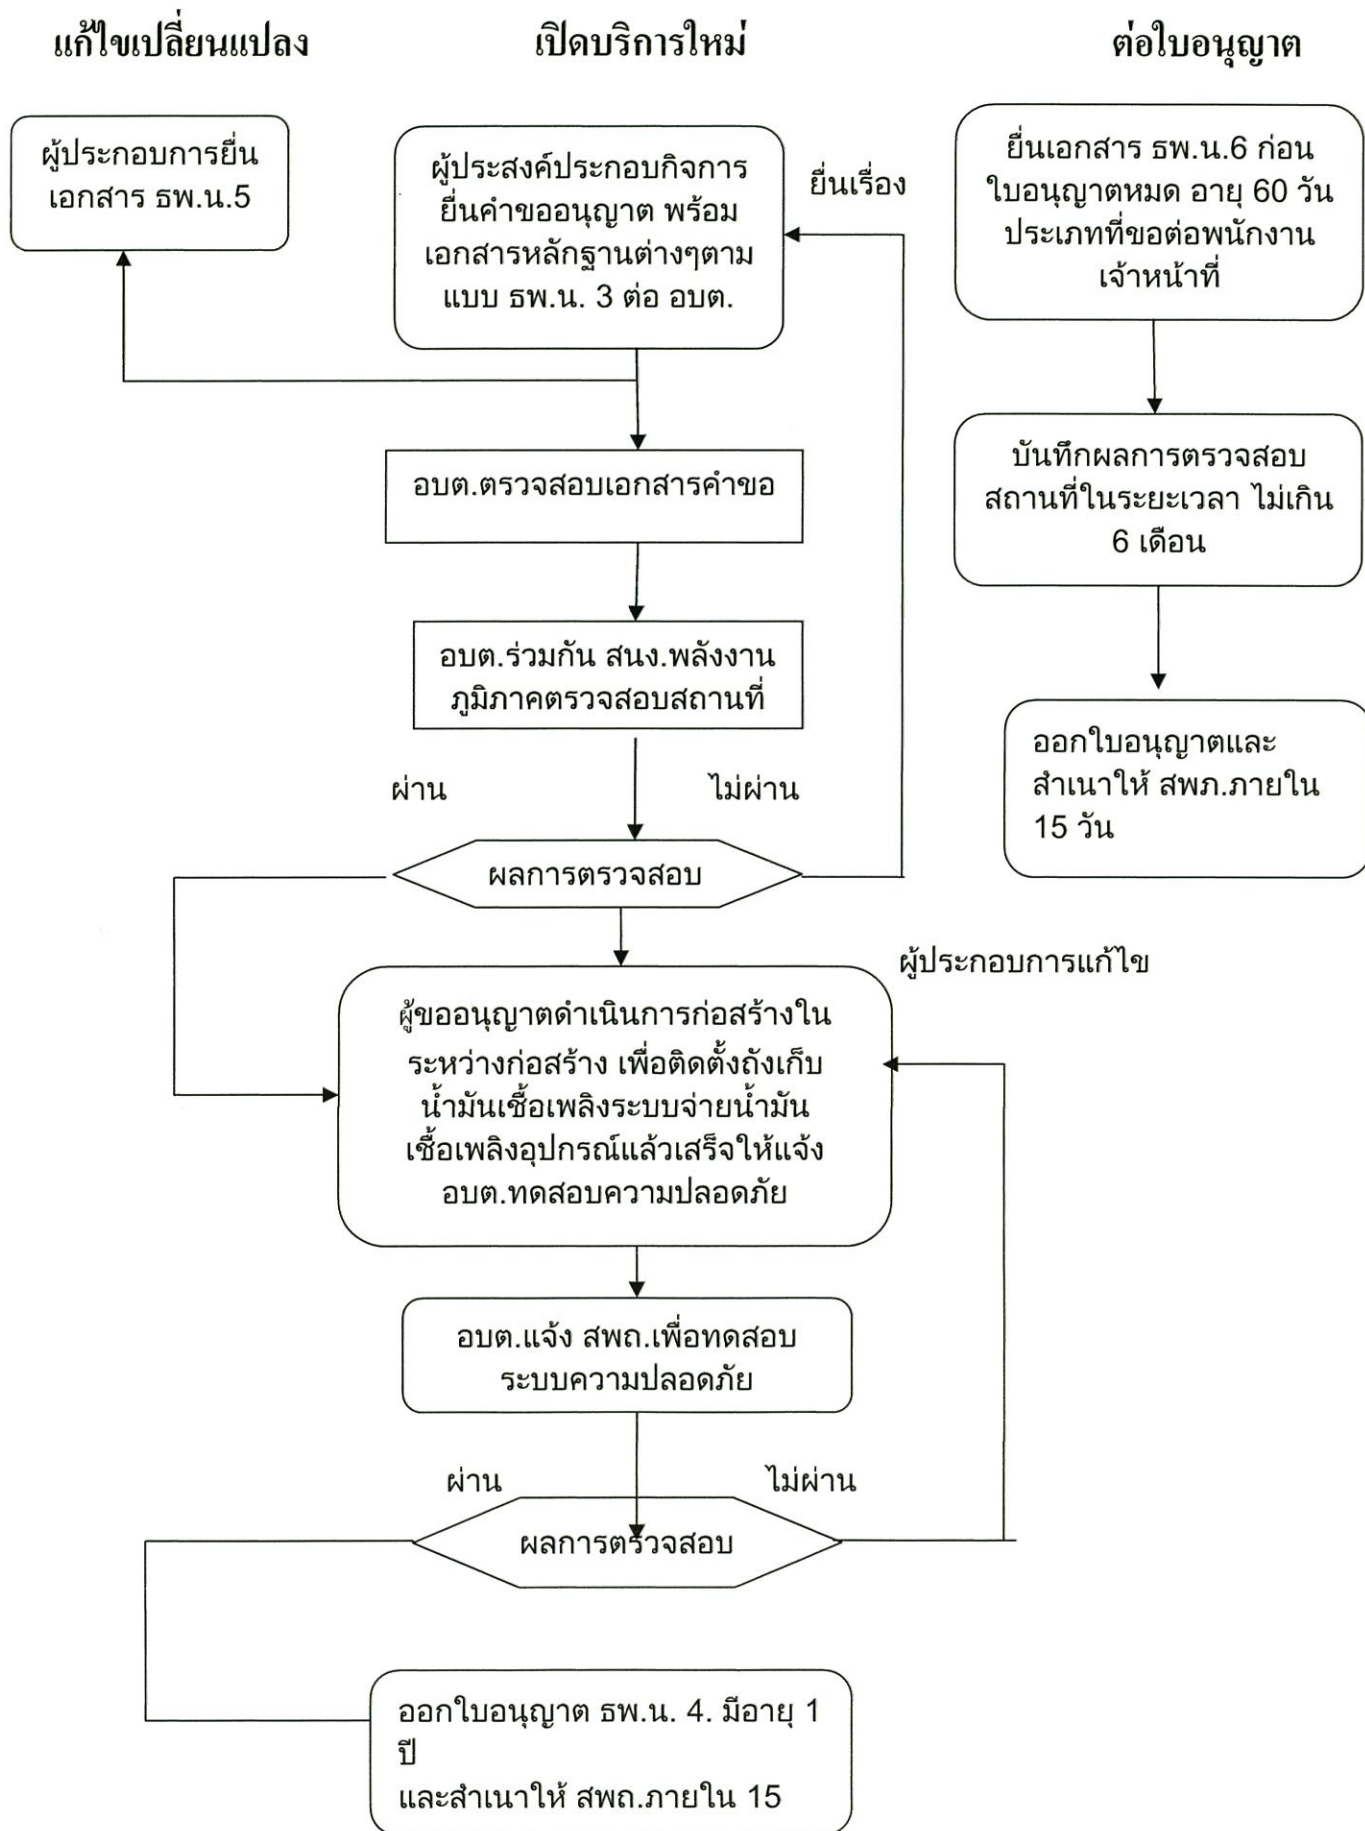 แก้ไขเปลี่ยนแปลง
เปิดบริการใหม่
ต่อใบอนุญาต
ผู้ประกอบการยื่น
เอกสาร ธพ.น.5
ผู้ประสงค์ประกอบกิจการ
ยื่นคำขออนุญาต พร้อม
เอกสารหลักฐานต่างๆตาม
แบบ ธพ.น. 3 ต่อ อบต.
ยื่นเรื่อง
ยื่นเอกสาร ธพ.น.6 ก่อน
ใบอนุญาตหมด อายุ 60 วัน
ประเภทที่ขอต่อพนักงาน
เจ้าหน้าที่
อบต.ตรวจสอบเอกสารคำขอ
บันทึกผลการตรวจสอบ
สถานที่ในระยะเวลา ไม่เกิน
6 เดือน
อบต.ร่วมกัน สนง.พลังงาน
ภูมิภาคตรวจสอบสถานที่
ออกใบอนุญาตและ
สำเนาให้ สพภ.ภายใน
15 วัน
ผ่าน
ไม่ผ่าน
ผลการตรวจสอบ
ผู้ประกอบการแก้ไข
ผู้ขออนุญาตดำเนินการก่อสร้างใน
ระหว่างก่อสร้าง เพื่อติดตั้งถังเก็บ
น้ำมันเชื้อเพลิงระบบจ่ายน้ำมัน
เชื้อเพลิงอุปกรณ์แล้วเสร็จให้แจ้ง
อบต.ทดสอบความปลอดภัย
อบต.แจ้ง สพถ.เพื่อทดสอบ
ระบบความปลอดภัย
ผ่าน
ไม่ผ่าน
ผลการตรวจสอบ
ออกใบอนุญาต ธพ.น. 4. มีอายุ 1
ปี
และสำเนาให้ สพถ.ภายใน 15